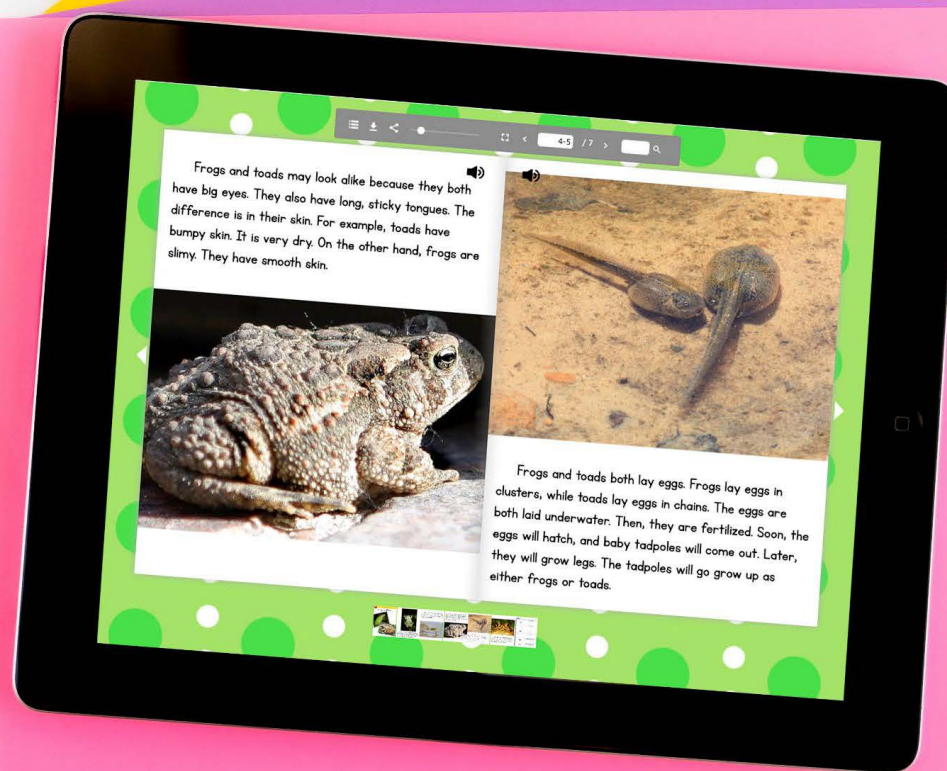 4-5 / 7
Frogs and toads may look alike because they both
have big eyes. They also have long, sticky tongues. The
difference is in their skin. For example, toads have
bumpy skin. It is very dry. On the other hand, frogs are
slimy. They have smooth skin.
Frogs and toads both lay eggs. Frogs lay eggs in
clusters, while toads lay eggs in chains. The eggs are
both laid underwater. Then, they are fertilized. Soon, the
eggs will hatch, and baby tadpoles will come out. Later,
they will grow legs. The tadpoles will go grow up as
either frogs or toads.